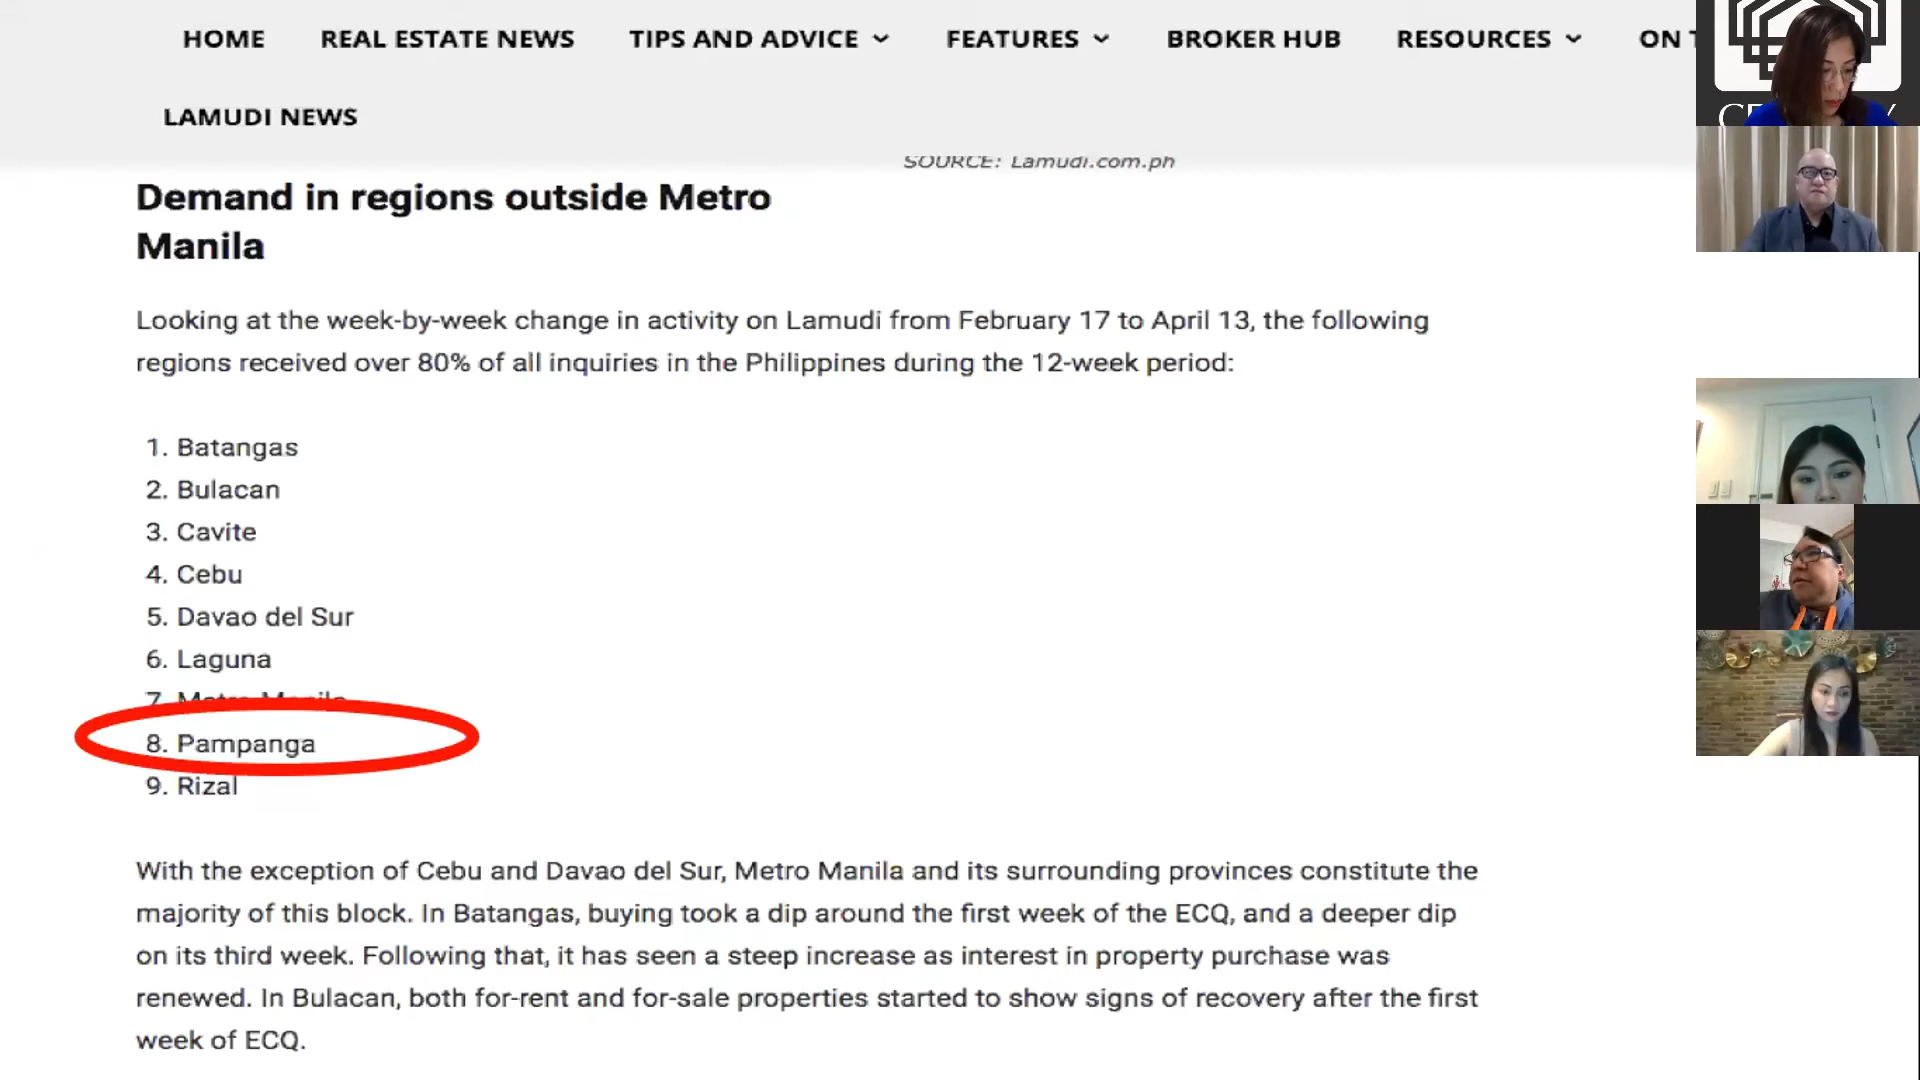 HOME REAL ESTATE NEWS TIPS AND ADVICE FEATURES BROKER HUB RESOURCES ON
LAMUDI NEWS
SOURCE: Lamudi.com.ph
Demand in regions outside Metro
Manila
Looking at the week-by-week change in activity on Lamudi from February 17 to April 13, the following
regions received over 80% of all inquiries in the Philippines during the 12-week period:
1. Batangas
2. Bulacan
3. Cavite
4. Cebu
5. Davao del Sur
6. Laguna
7. Metro Manila
8. Pampanga
9. Rizal
With the exception of Cebu and Davao del Sur, Metro Manila and its surrounding provinces constitute the
majority of this block. In Batangas, buying took a dip around the first week of the ECQ, and a deeper dip
on its third week. Following that, it has seen a steep increase as interest in property purchase was
renewed. In Bulacan, both for-rent and for-sale properties started to show signs of recovery after the first
week of ECQ.